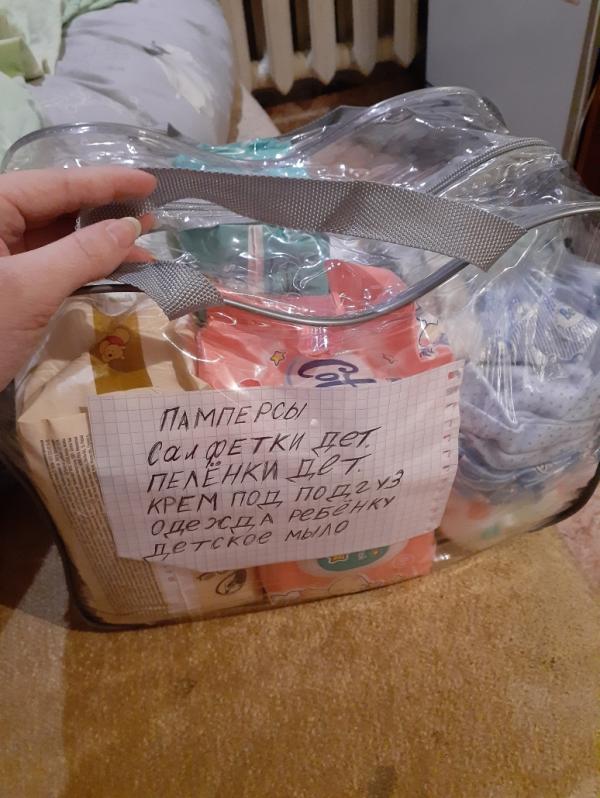 ПАМПЕРСЫ
САЛФЕТКИ ДЕТ.
ПЕЛЁНКИ ДЕТ.
КРЕМ ПОД ПОДГУЗ
ОДЕЖДА РЕБЁНКУ
ДЕТСКОЕ МЫЛО